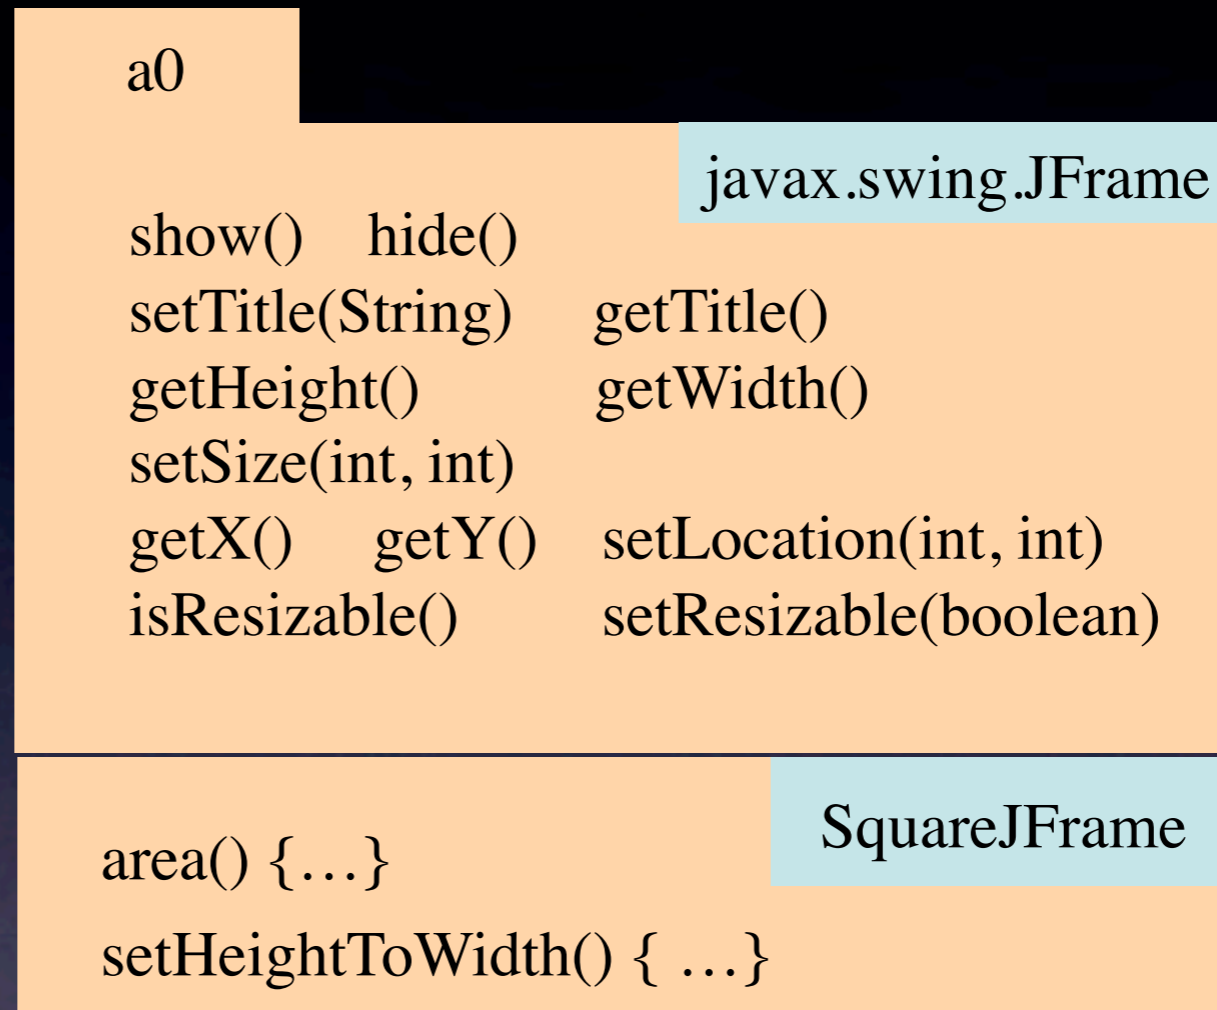 a0
javax.swing.JFrame
show() hide()
setTitle(String) getTitle()
getHeight() getWidth()
setSize(int, int)
getX() getY() setLocation(int, int)
isResizable() setResizable(boolean)
SquareJFrame
area() {…}
setHeightToWidth() { …}